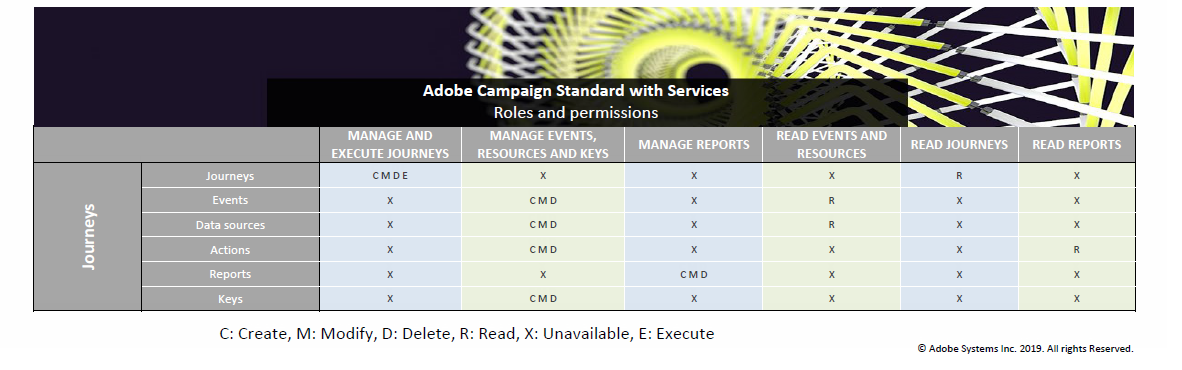 Adobe Campaign Standard with Services
Roles and permissions
MANAGE AND EXECUTE JOURNEYS MANAGE EVENTS, RESOURCES AND KEYS MANAGE REPORTS READ EVENTS AND RESOURCES READ JOURNEYS READ REPORTS
Journeys
Journeys C M D E X X X R X
Events X C M D X R X X
Data sources X C M D X R X X
Actions X C M D X X X R
Reports X X C M D X X X
Keys X C M D X X X X
C: Create, M: Modify, D: Delete, R: Read, X: Unavailable, E: Execute
© Adobe Systems Inc. 2019. All rights Reserved.